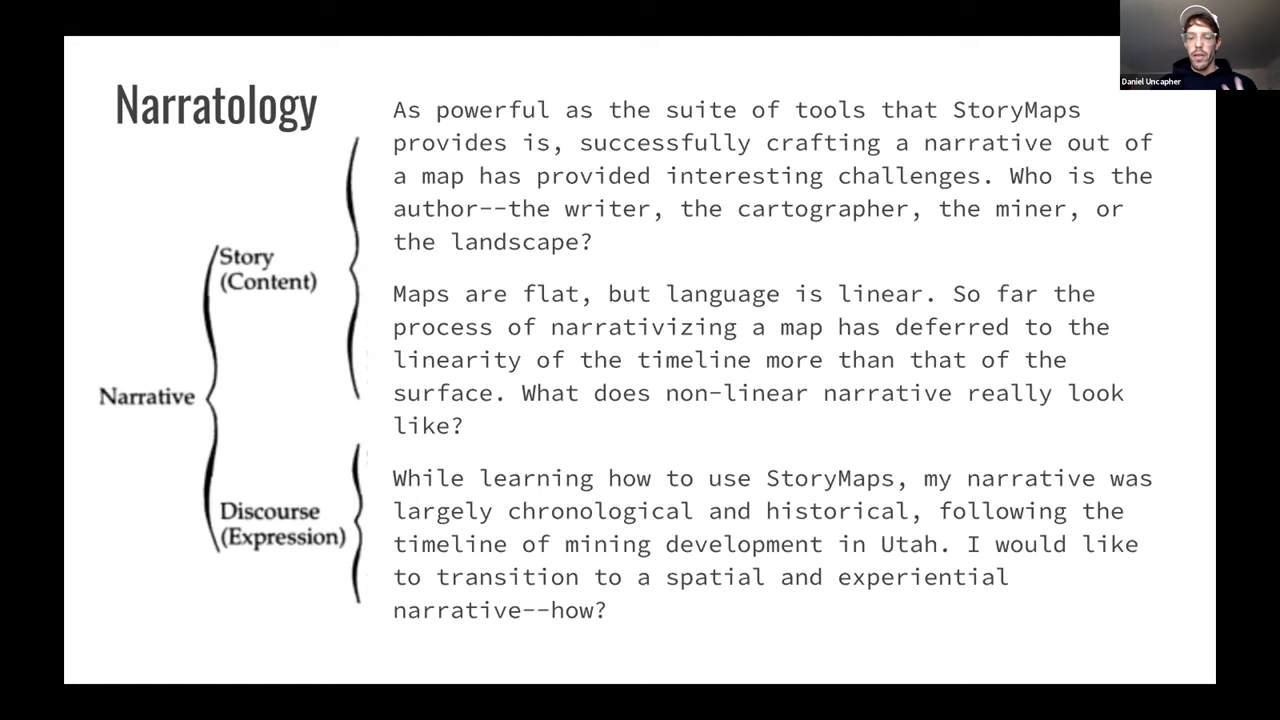 Narratology
As powerful as the suite of tools that StoryMaps
provides is, successfully crafting a narrative out of
a map has provided interesting challenges. Who is the
author--the writer, the cartographer, the miner, or
the landscape?
Maps are flat, but language is linear. So far the
process of narrativizing a map has deferred to the
linearity of the timeline more than that of the
surface. What does non-linear narrative really look
like?
While learning how to use StoryMaps, my narrative was
largely chronological and historical, following the
timeline of mining development in Utah. I would like
to transition to a spatial and experiential
narrative--how?
Narrative
Story
(Content)
Discourse
(Expression)
Daniel Uncapher